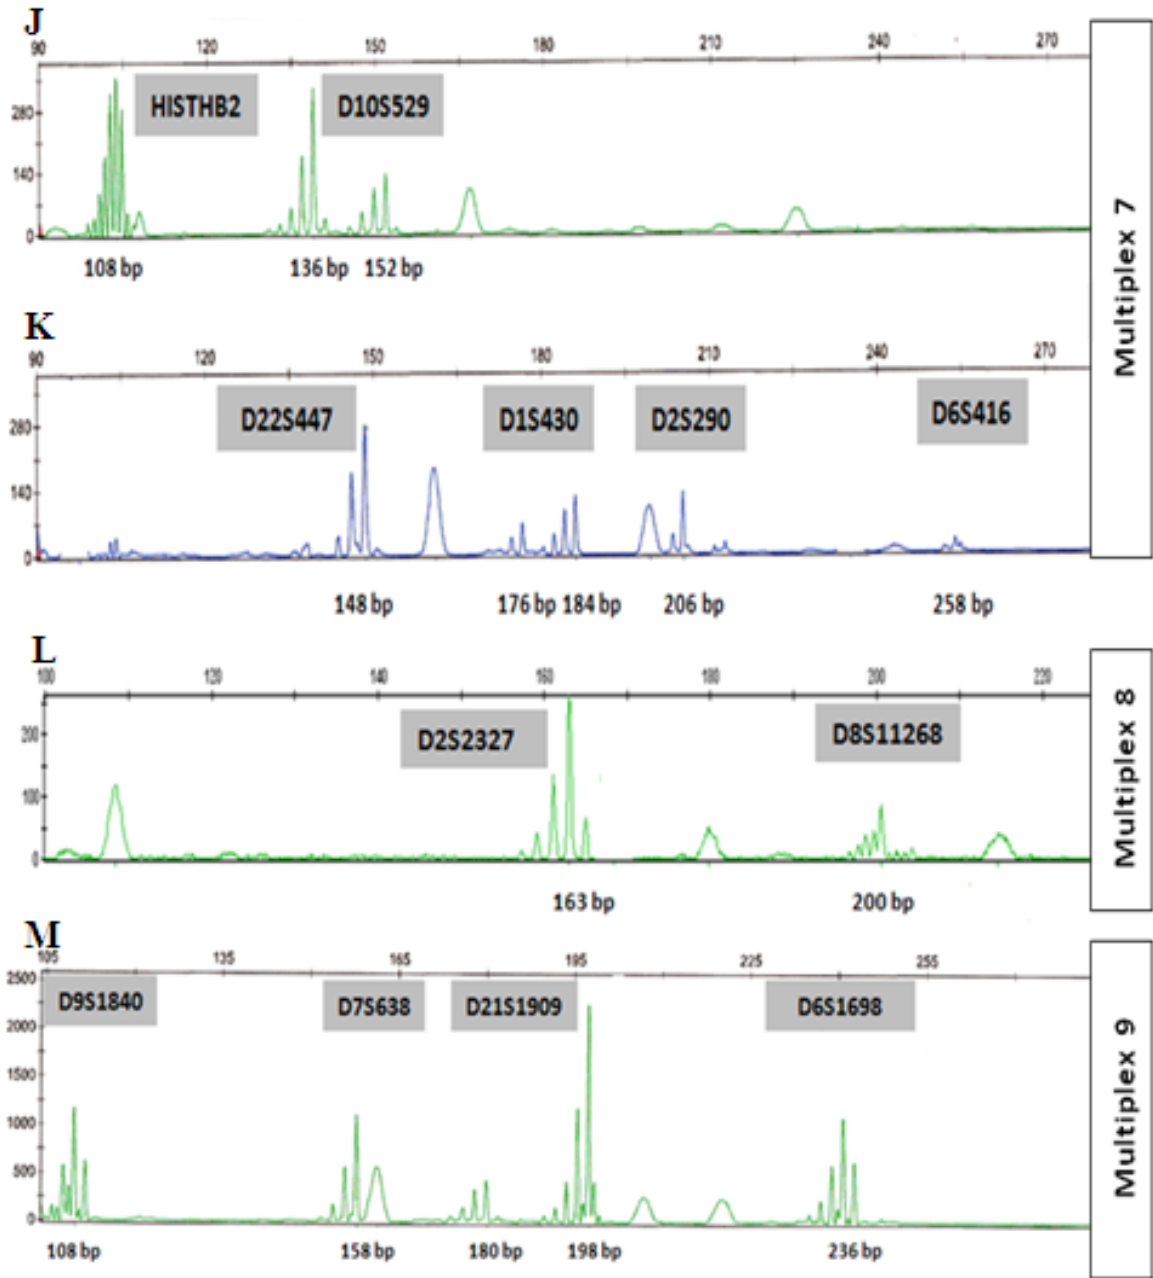 J
90 120 150 180 210 240 270
HISTHB2 D10S529
280
140
0
108 bp 136 bp 152 bp
K
90 120 150 180 210 240 270
D22S447 D1S430 D2S290 D6S416
280
140
0
148 bp 176 bp 184 bp 206 bp 258 bp
Multiplex 7
L
100 120 140 160 180 200 220
D2S2327 D8S11268
200
100
0
163 bp 200 bp
Multiplex 8
M
105 135 165 195 225 255
2500
D9S1840 D7S638 D21S1909 D6S1698
2000
1500
1000
500
0
108 bp 158 bp 180 bp 198 bp 236 bp
Multiplex 9